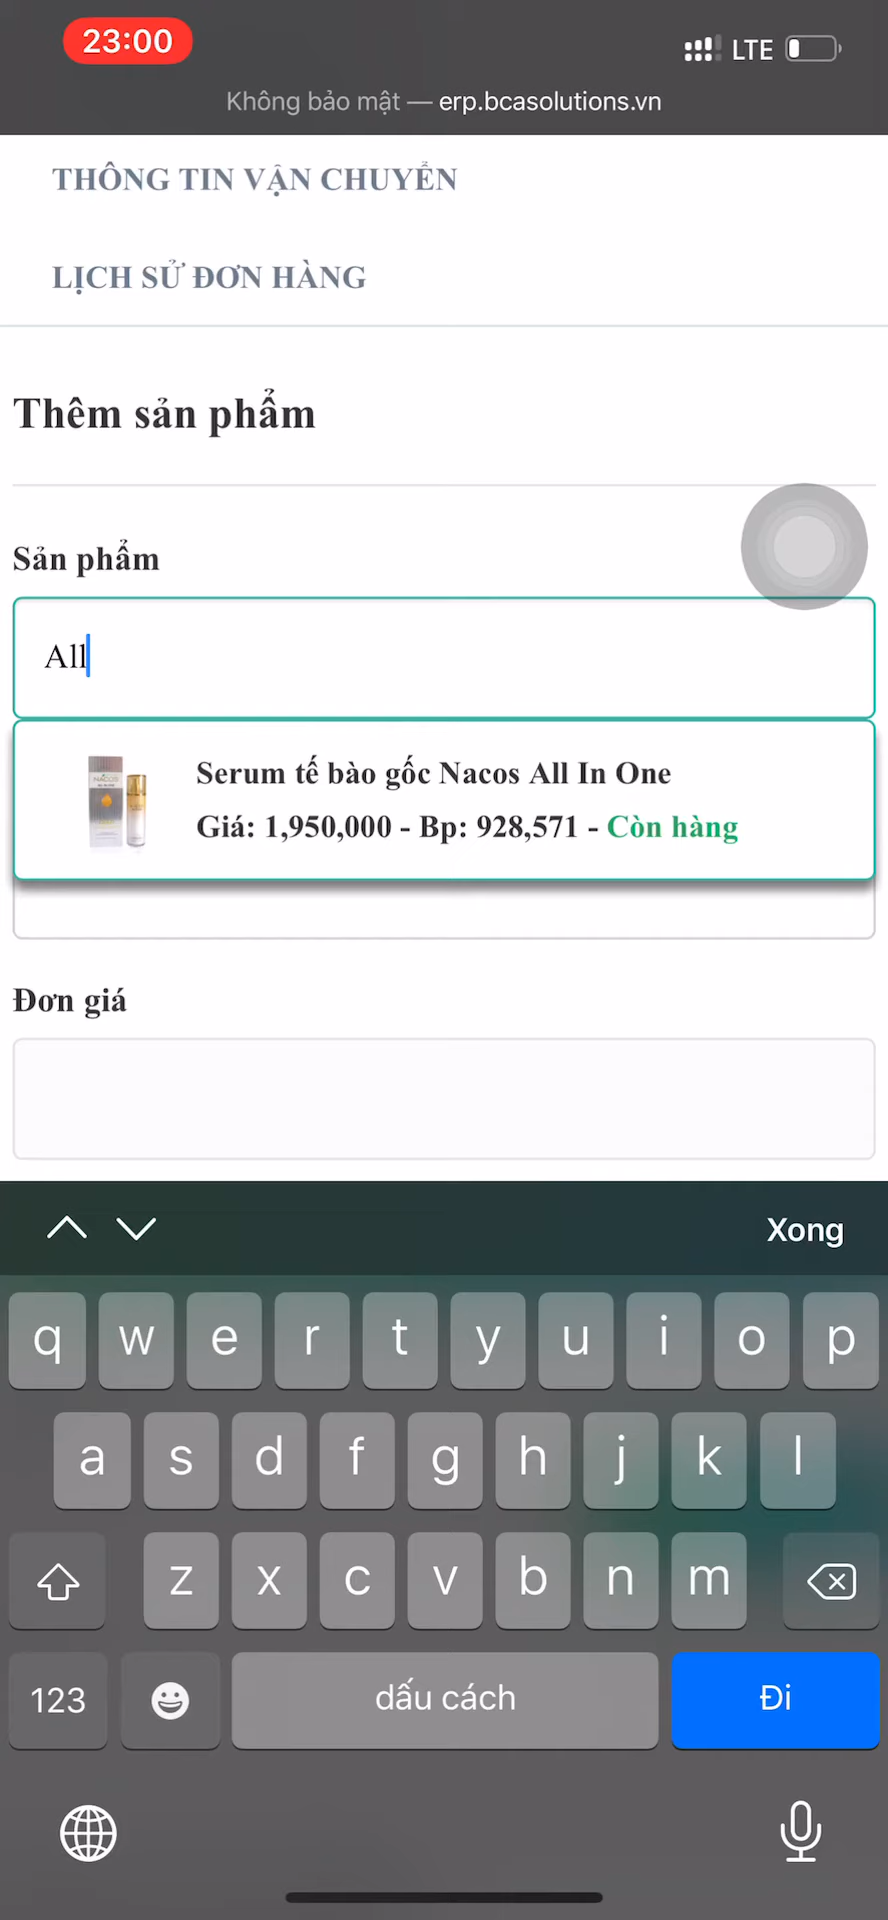 23:00
LTE
Không bảo mật — erp.bcasolutions.vn
THÔNG TIN VẬN CHUYỂN
LỊCH SỬ ĐƠN HÀNG
Thêm sản phẩm
Sản phẩm
All
NACOS
Serum tế bào gốc Nacos All In One
Giá: 1,950,000 - Bp: 928,571 - Còn hàng
Đơn giá
Xong
q w e r t y u i o p
a s d f g h j k l
z x c v b n m
123
dấu cách
Đi